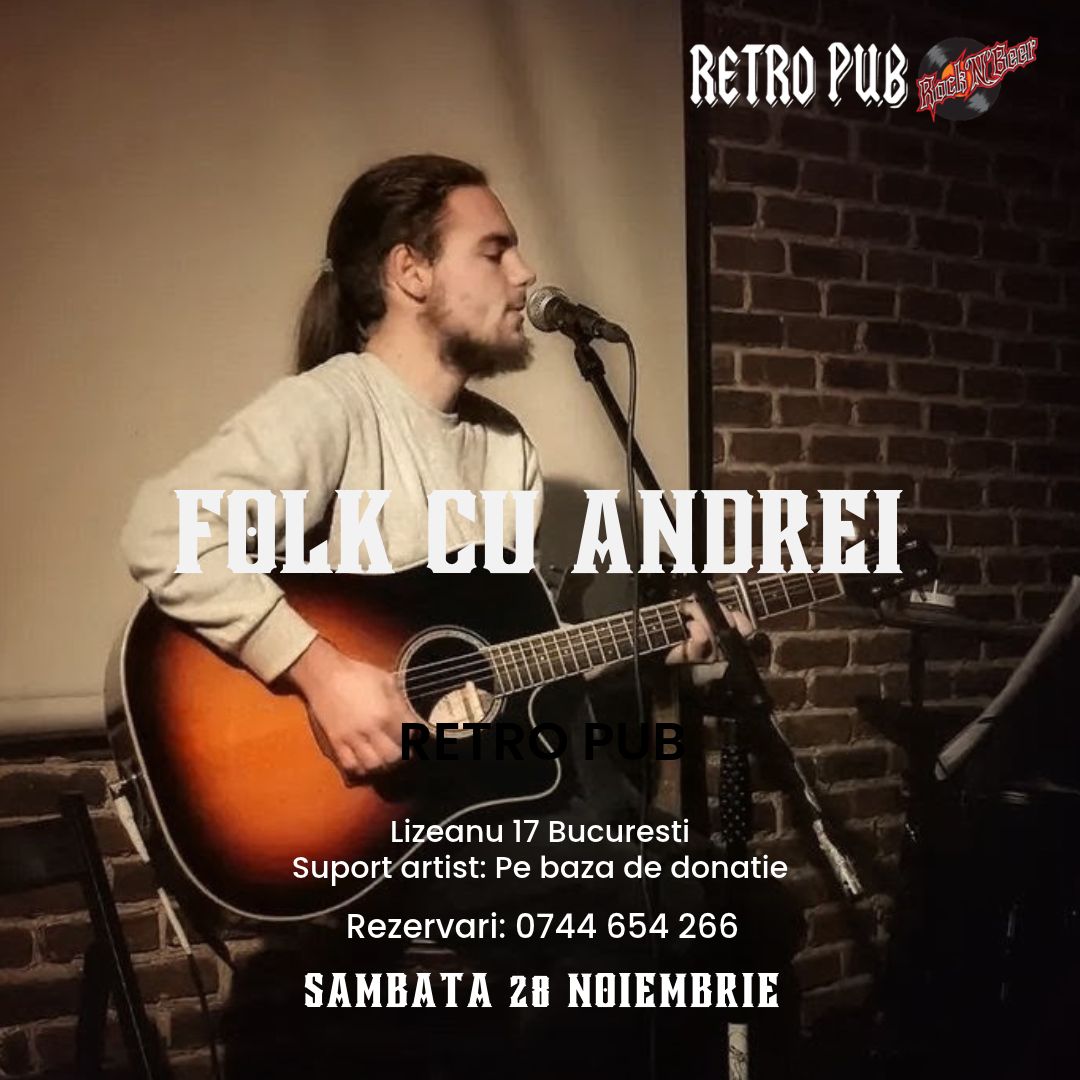 RETRO PUB
Rock'N'Beer
FOLK CU ANDREI
RETRO PUB
Lizeanu 17 Bucuresti
Suport artist: Pe baza de donatie
Rezervari: 0744 654 266
SAMBATA 28 NOIEMBRIE